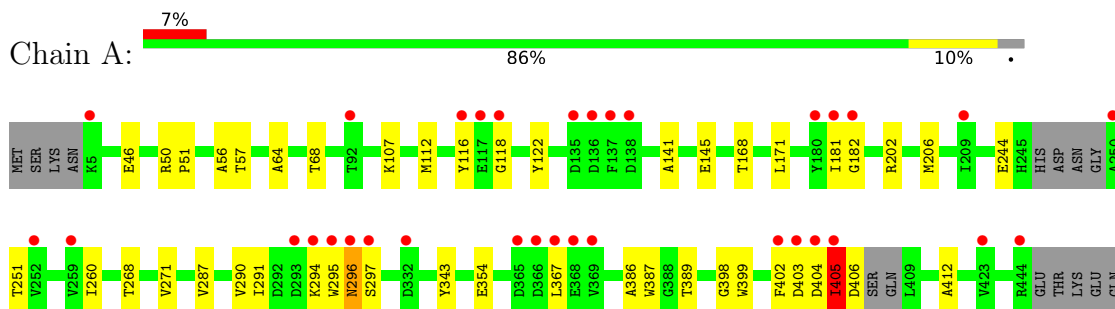 7%
Chain A:
86% 10% •
MET SER LYS ASN K5 E46 R50 P51 A56 T57 A64 T68 T92 K107 M112 Y116 E117 G118 Y122 D135 D136 F137 D138 A141 E145 T168 L171 Y180 I181 G182 R202 M206 I209 E244 H245 HIS ASP ASN GLY A250
T251 V252 V259 I260 T268 V271 V287 V290 I291 D292 D293 K294 W295 N296 S297 D332 Y343 E354 D365 D366 L367 E368 V369 A386 W387 G388 T389 G398 W399 F402 D403 D404 I405 D406 SER GLN L409 A412 V423 R444 GLU THR LYS GLU GLN